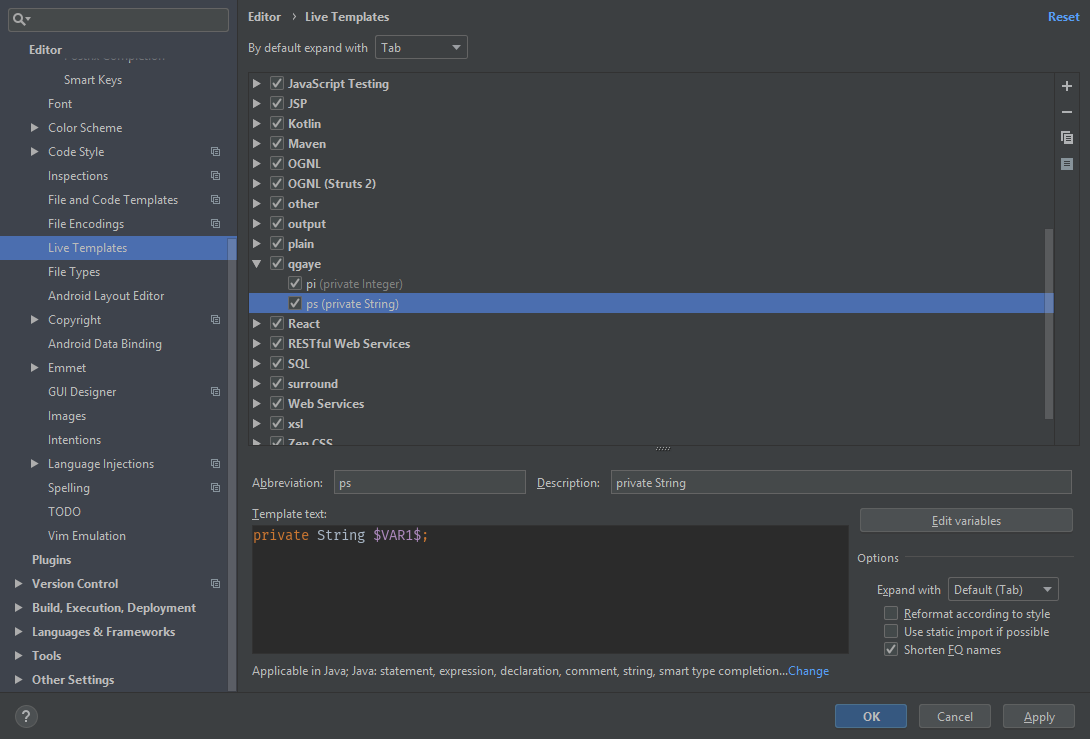 Editor
Smart Keys
Font
Color Scheme
Code Style
Inspections
File and Code Templates
File Encodings
Live Templates
File Types
Android Layout Editor
Copyright
Android Data Binding
Emmet
GUI Designer
Images
Intentions
Language Injections
Spelling
TODO
Vim Emulation
Plugins
Version Control
Build, Execution, Deployment
Languages & Frameworks
Tools
Other Settings
?
Editor › Live Templates
Reset
By default expand with Tab
JavaScript Testing
JSP
Kotlin
Maven
OGNL
OGNL (Struts 2)
other
output
plain
qgaye
pi (private Integer)
ps (private String)
React
RESTful Web Services
SQL
surround
Web Services
xsl
Zen CSS
Abbreviation: ps Description: private String
Template text:
private String $VAR1$;
Edit variables
Options
Expand with Default (Tab)
Reformat according to style
Use static import if possible
Shorten FQ names
Applicable in Java; Java: statement, expression, declaration, comment, string, smart type completion...Change
OK Cancel Apply